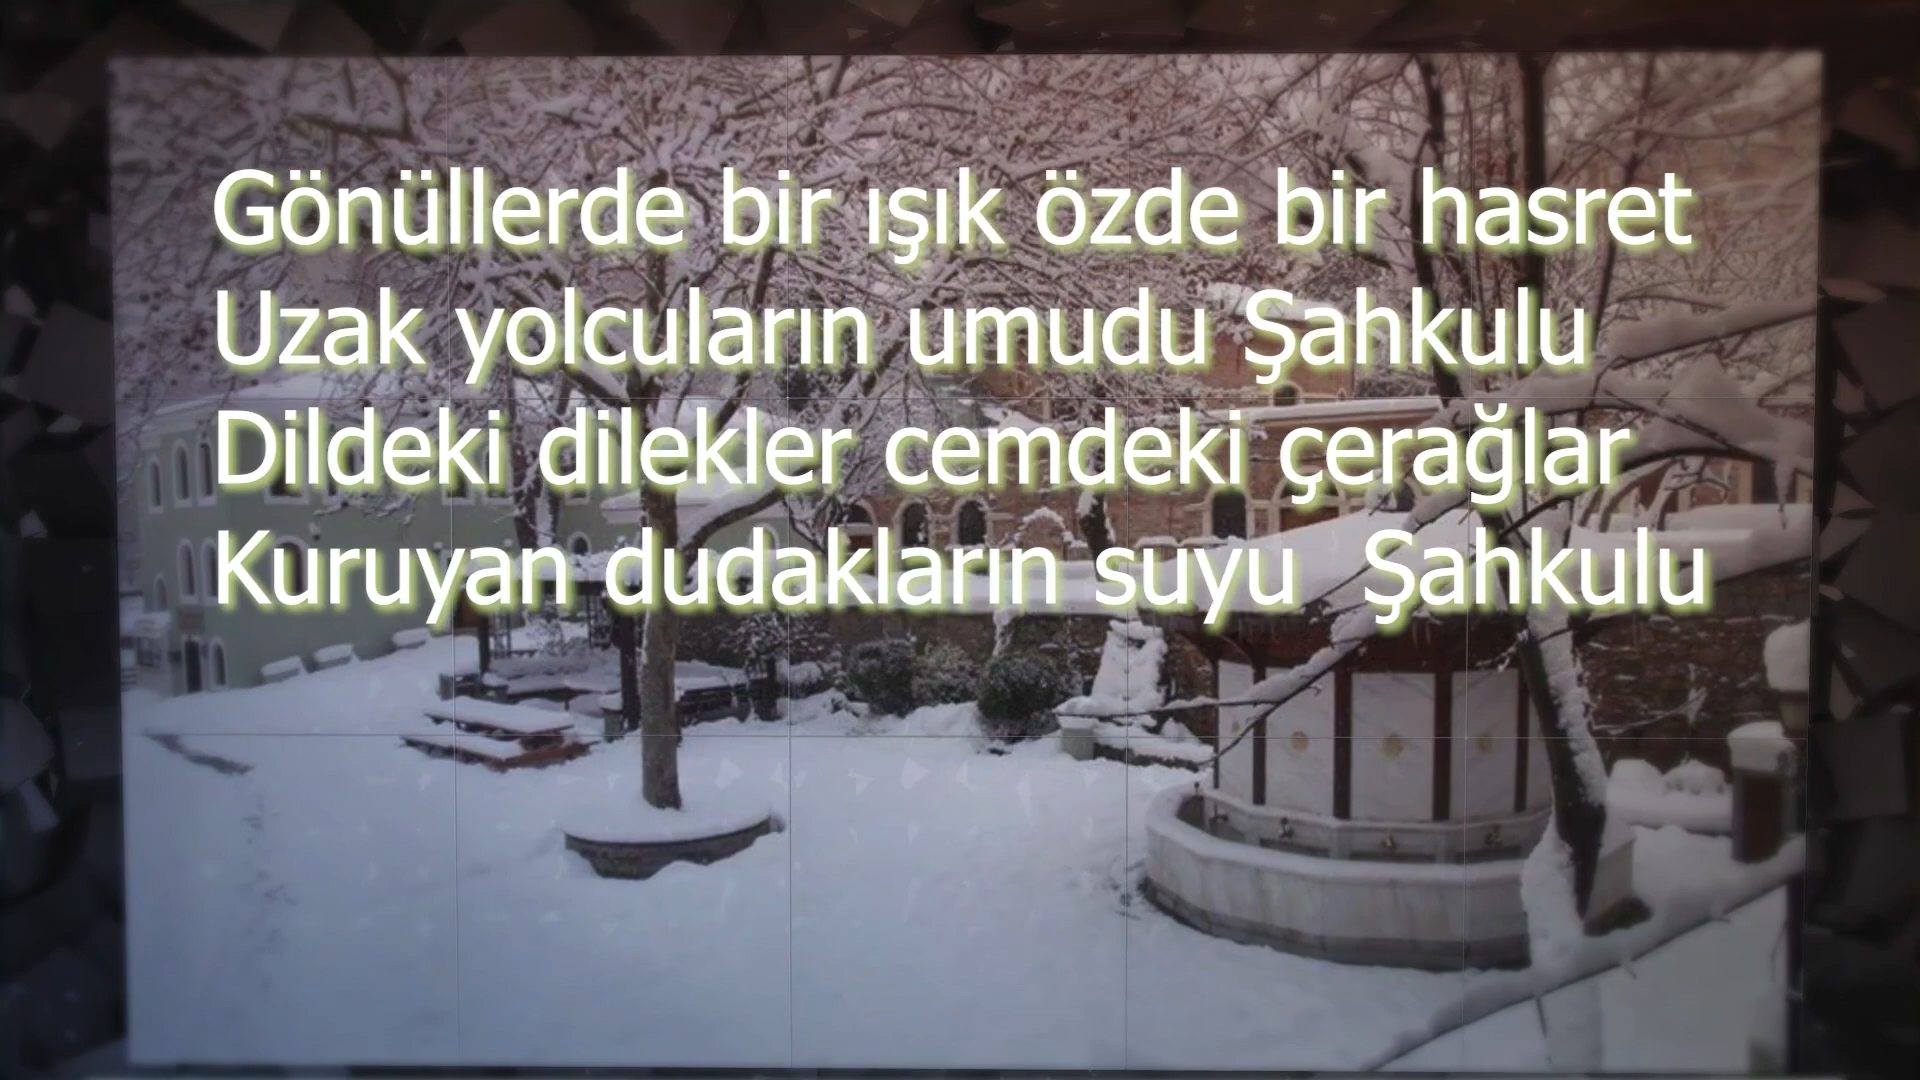 Gönüllerde bir ışık özde bir hasret
Uzak yolcuların umudu Şahkulu
Dildeki dilekler cemdeki çerağlar
Kuruyan dudakların suyu  Şahkulu